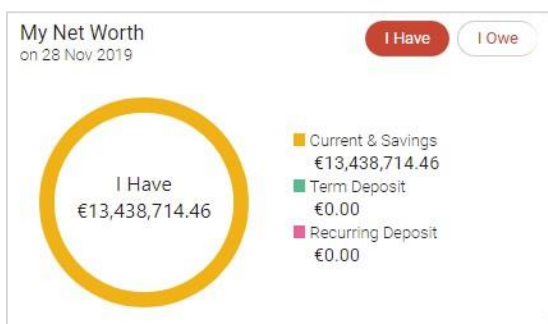 My Net Worth
on 28 Nov 2019
I Have
I Owe
I Have
€13,438,714.46
Current & Savings
€13,438,714.46
Term Deposit
€0.00
Recurring Deposit
€0.00